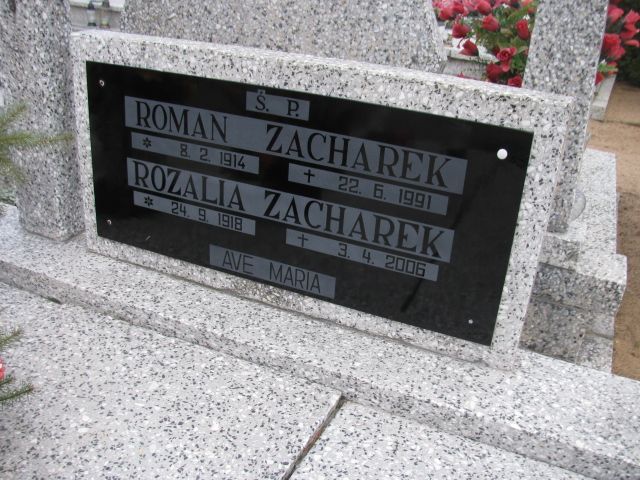 Ś. P.
ROMAN ZACHAREK
* 8. 2. 1914 † 22. 6. 1991
ROZALIA ZACHAREK
* 24. 9. 1918 † 3. 4. 2006
AVE MARIA